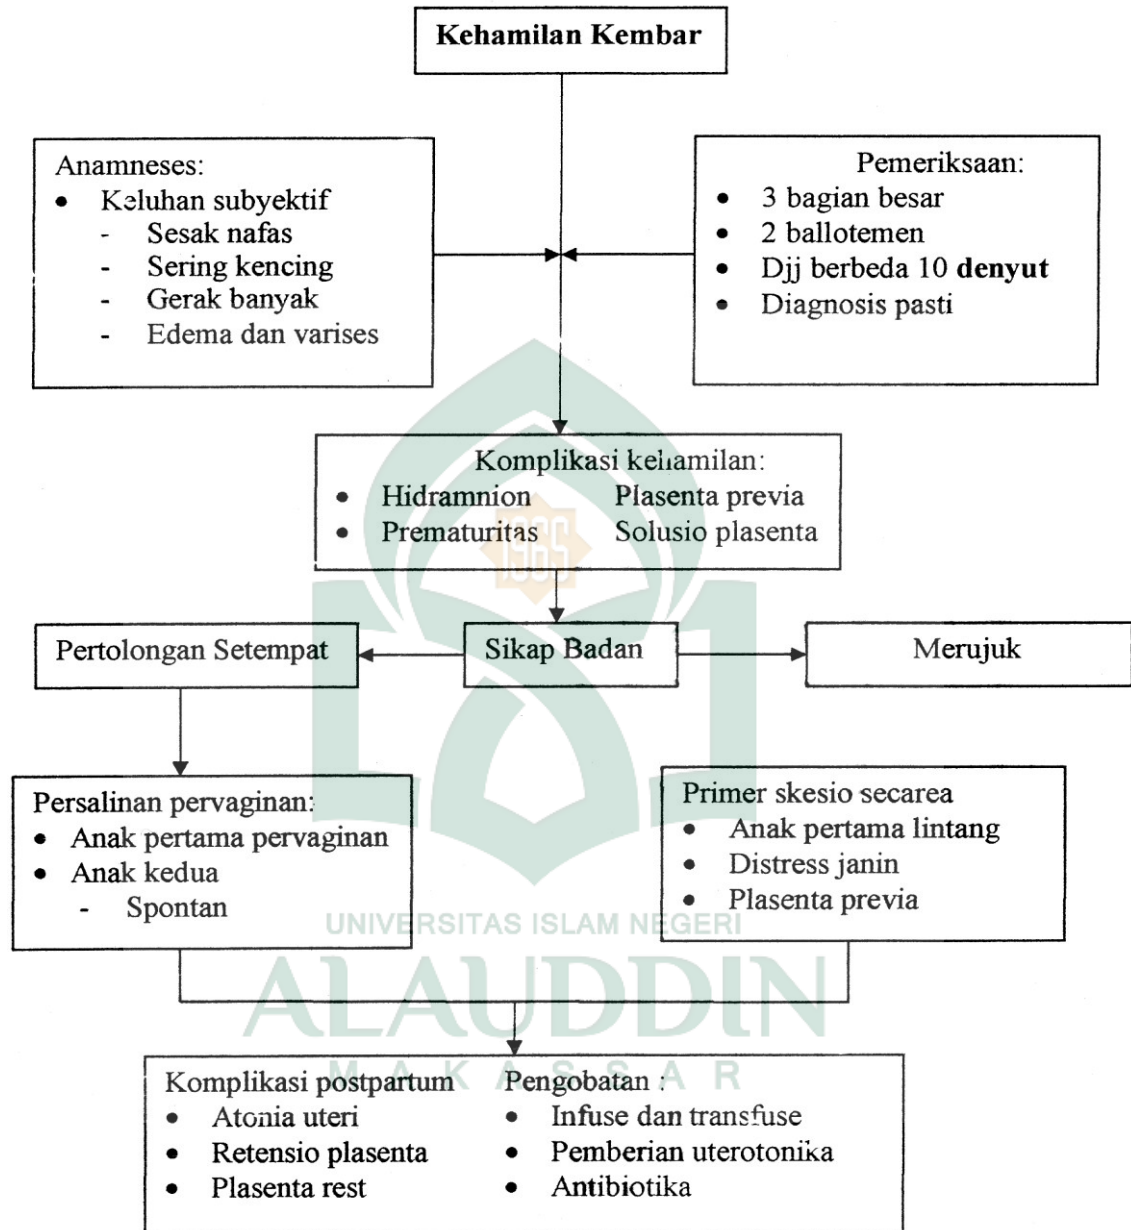 Kehamilan Kembar
Anamneses:
• Keluhan subyektif
- Sesak nafas
- Sering kencing
- Gerak banyak
- Edema dan varises
Pemeriksaan:
• 3 bagian besar
• 2 ballotemen
• Djj berbeda 10 denyut
• Diagnosis pasti
Komplikasi kehamilan:
• Hidramnion Plasenta previa
• Prematuritas Solusio plasenta
1965
Pertolongan Setempat
Sikap Badan
Merujuk
Persalinan pervaginan:
• Anak pertama pervaginan
• Anak kedua
- Spontan
Primer skesio secarea
• Anak pertama lintang
• Distress janin
• Plasenta previa
UNIVERSITAS ISLAM NEGERI
ALAUDDIN
MAKASSAR
Komplikasi postpartum Pengobatan :
• Atonia uteri • Infuse dan transfuse
• Retensio plasenta • Pemberian uterotonika
• Plasenta rest • Antibiotika